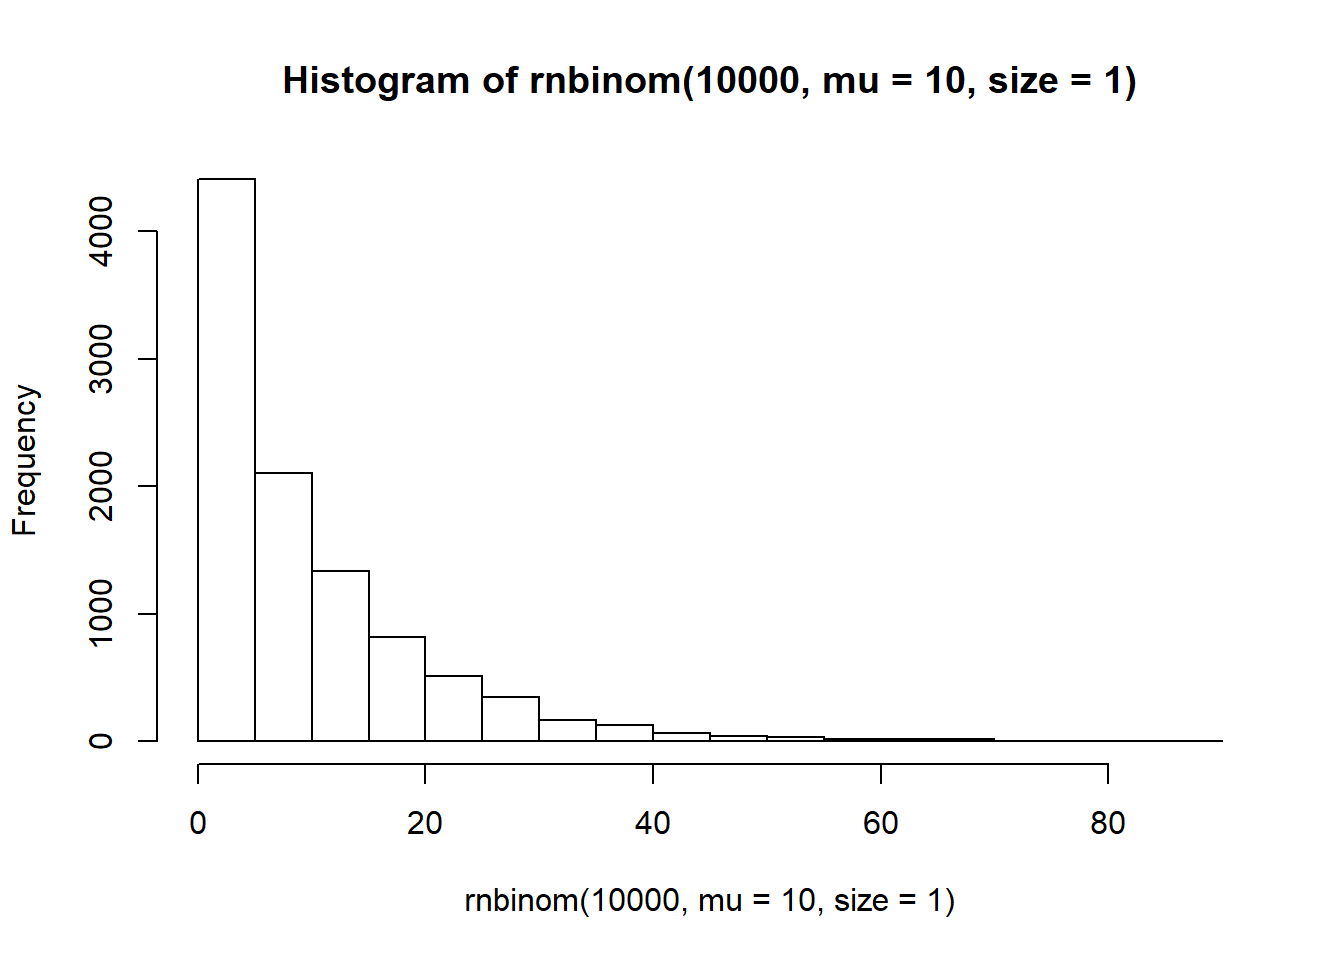 Histogram of rnbinom(10000, mu = 10, size = 1)
Frequency
4000
3000
2000
1000
0
0 20 40 60 80
rnbinom(10000, mu = 10, size = 1)